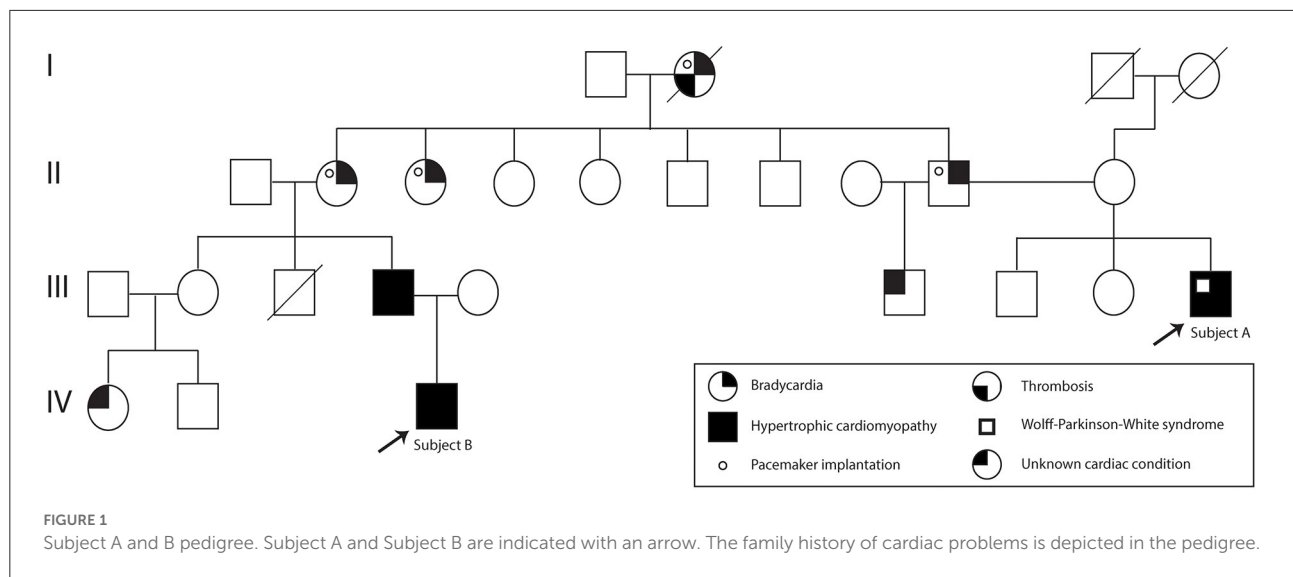 I
II
III
Subject A
IV
Subject B
Bradycardia
Thrombosis
Hypertrophic cardiomyopathy
Wolff-Parkinson-White syndrome
Pacemaker implantation
Unknown cardiac condition
FIGURE 1
Subject A and B pedigree. Subject A and Subject B are indicated with an arrow. The family history of cardiac problems is depicted in the pedigree.